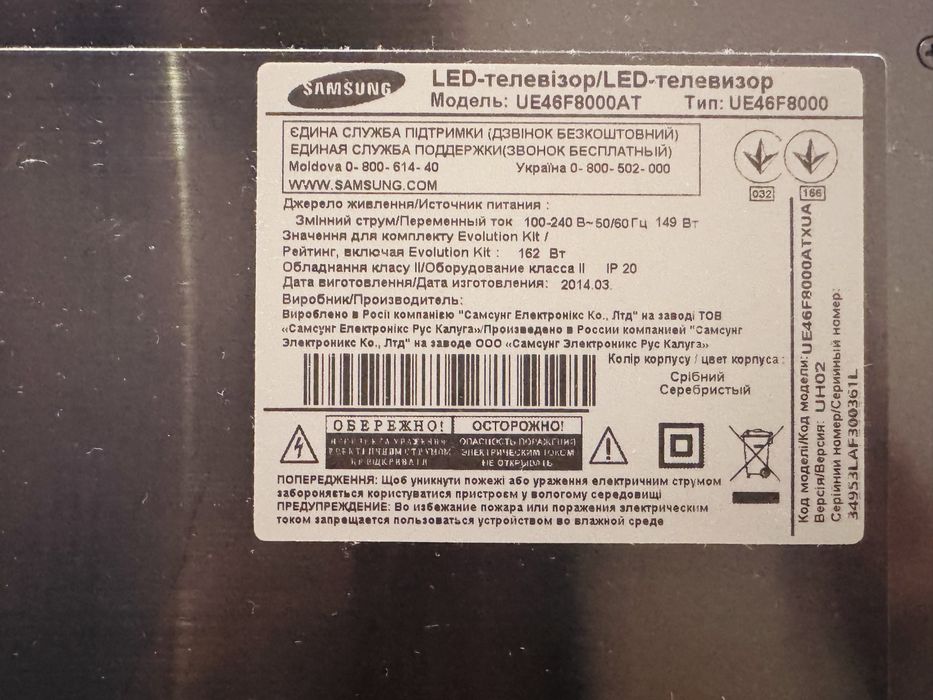 SAMSUNG
LED-телевізор/LED-телевизор
Модель: UE46F8000AT Тип: UE46F8000
ЄДИНА СЛУЖБА ПІДТРИМКИ (ДЗВІНОК БЕЗКОШТОВНИЙ)
ЕДИНАЯ СЛУЖБА ПОДДЕРЖКИ(ЗВОНОК БЕСПЛАТНЫЙ)
Moldova 0- 800- 614- 40 Україна 0- 800- 502- 000
WWW.SAMSUNG.COM
032 166
Джерело живлення/Источник питания :
Змінний струм/Переменный ток 100-240 В~ 50/60 Гц 149 Вт
Значення для комплекту Evolution Kit /
Рейтинг, включая Evolution Kit : 162 Вт
Обладнання класу II/Оборудование класса II IP 20
Дата виготовлення/Дата изготовления: 2014.03.
Виробник/Производитель:
Вироблено в Росії компанією "Самсунг Електронікс Ко., Лтд" на заводі ТОВ
«Самсунг Електронікс Рус Калуга»/Произведено в России компанией "Самсунг
Электроникс Ко., Лтд" на заводе ООО «Самсунг Электроникс Рус Калуга»
Колір корпусу / цвет корпуса :
Срібний
Серебристый
ОБЕРЕЖНО! ОСТОРОЖНО!
ОПАСНОСТЬ ПОРАЖЕНИЯ
ЭЛЕКТРИЧЕСКИМ ТОКОМ
НЕ ОТКРЫВАТЬ
ПОПЕРЕДЖЕННЯ: Щоб уникнути пожежі або ураження електричним струмом
забороняється користуватися пристроєм у вологому середовищі
ПРЕДУПРЕЖДЕНИЕ: Во избежание пожара или поражения электрическим
током запрещается пользоваться устройством во влажной среде
Код моделі/Код модели: UE46F8000ATXUA
Версія/Версия: UH02
Серійний номер/Серийный номер:
34953LAF300361L